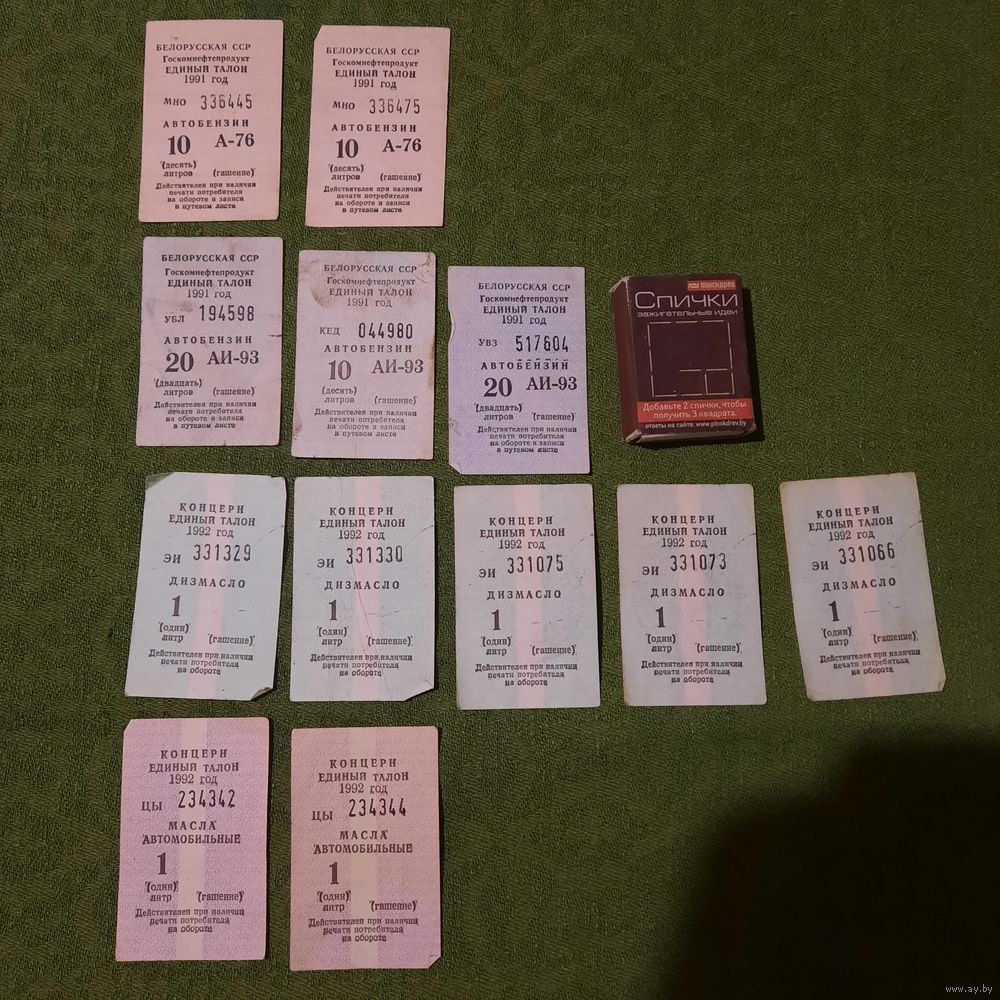 БЕЛОРУССКАЯ ССР
Госкомнефтепродукт
ЕДИНЫЙ ТАЛОН
1991 год
МНО 336445
АВТОБЕНЗИН
10 А-76
(десять)
литров (гашение)
Действителен при наличии
печати потребителя
на обороте и записи
в путевом листе
БЕЛОРУССКАЯ ССР
Госкомнефтепродукт
ЕДИНЫЙ ТАЛОН
1991 год
МНО 336475
АВТОБЕНЗИН
10 А-76
(десять)
литров (гашение)
Действителен при наличии
печати потребителя
на обороте и записи
в путевом листе
БЕЛОРУССКАЯ ССР
Госкомнефтепродукт
ЕДИНЫЙ ТАЛОН
1991 год
УБЛ 194598
АВТОБЕНЗИН
20 АИ-93
(двадцать)
литров (гашение)
Действителен при наличии
печати потребителя
на обороте и записи
в путевом листе
БЕЛОРУССКАЯ ССР
Госкомнефтепродукт
ЕДИНЫЙ ТАЛОН
1991 год
КЕД 044980
АВТОБЕНЗИН
10 АИ-93
(десять)
литров (гашение)
Действителен при наличии
печати потребителя
на обороте и записи
в путевом листе
БЕЛОРУССКАЯ ССР
Госкомнефтепродукт
ЕДИНЫЙ ТАЛОН
1991 год
УВЗ 517604
АВТОБЕНЗИН
20 АИ-93
(двадцать)
литров (гашение)
Действителен при наличии
печати потребителя
на обороте и записи
в путевом листе
ПИНСКДРЕВ
Спички
зажигательные идеи
Добавьте 2 спички, чтобы
получить 3 квадрата.
ответы на сайте: www.pinskdrev.by
КОНЦЕРН
ЕДИНЫЙ ТАЛОН
1992 год
ЭИ 331329
ДИЗМАСЛО
1
(один)
литр (гашение)
Действителен при наличии
печати потребителя
на обороте
КОНЦЕРН
ЕДИНЫЙ ТАЛОН
1992 год
ЭИ 331330
ДИЗМАСЛО
1
(один)
литр (гашение)
Действителен при наличии
печати потребителя
на обороте
КОНЦЕРН
ЕДИНЫЙ ТАЛОН
1992 год
ЭИ 331075
ДИЗМАСЛО
1
(один)
литр (гашение)
Действителен при наличии
печати потребителя
на обороте
КОНЦЕРН
ЕДИНЫЙ ТАЛОН
1992 год
ЭИ 331073
ДИЗМАСЛО
1
(один)
литр (гашение)
Действителен при наличии
печати потребителя
на обороте
КОНЦЕРН
ЕДИНЫЙ ТАЛОН
1992 год
ЭИ 331066
ДИЗМАСЛО
1
(один)
литр (гашение)
Действителен при наличии
печати потребителя
на обороте
КОНЦЕРН
ЕДИНЫЙ ТАЛОН
1992 год
ЦЫ 234342
МАСЛА
АВТОМОБИЛЬНЫЕ
1
(один)
литр (гашение)
Действителен при наличии
печати потребителя
на обороте
КОНЦЕРН
ЕДИНЫЙ ТАЛОН
1992 год
ЦЫ 234344
МАСЛА
АВТОМОБИЛЬНЫЕ
1
(один)
литр (гашение)
Действителен при наличии
печати потребителя
на обороте
www.ay.by